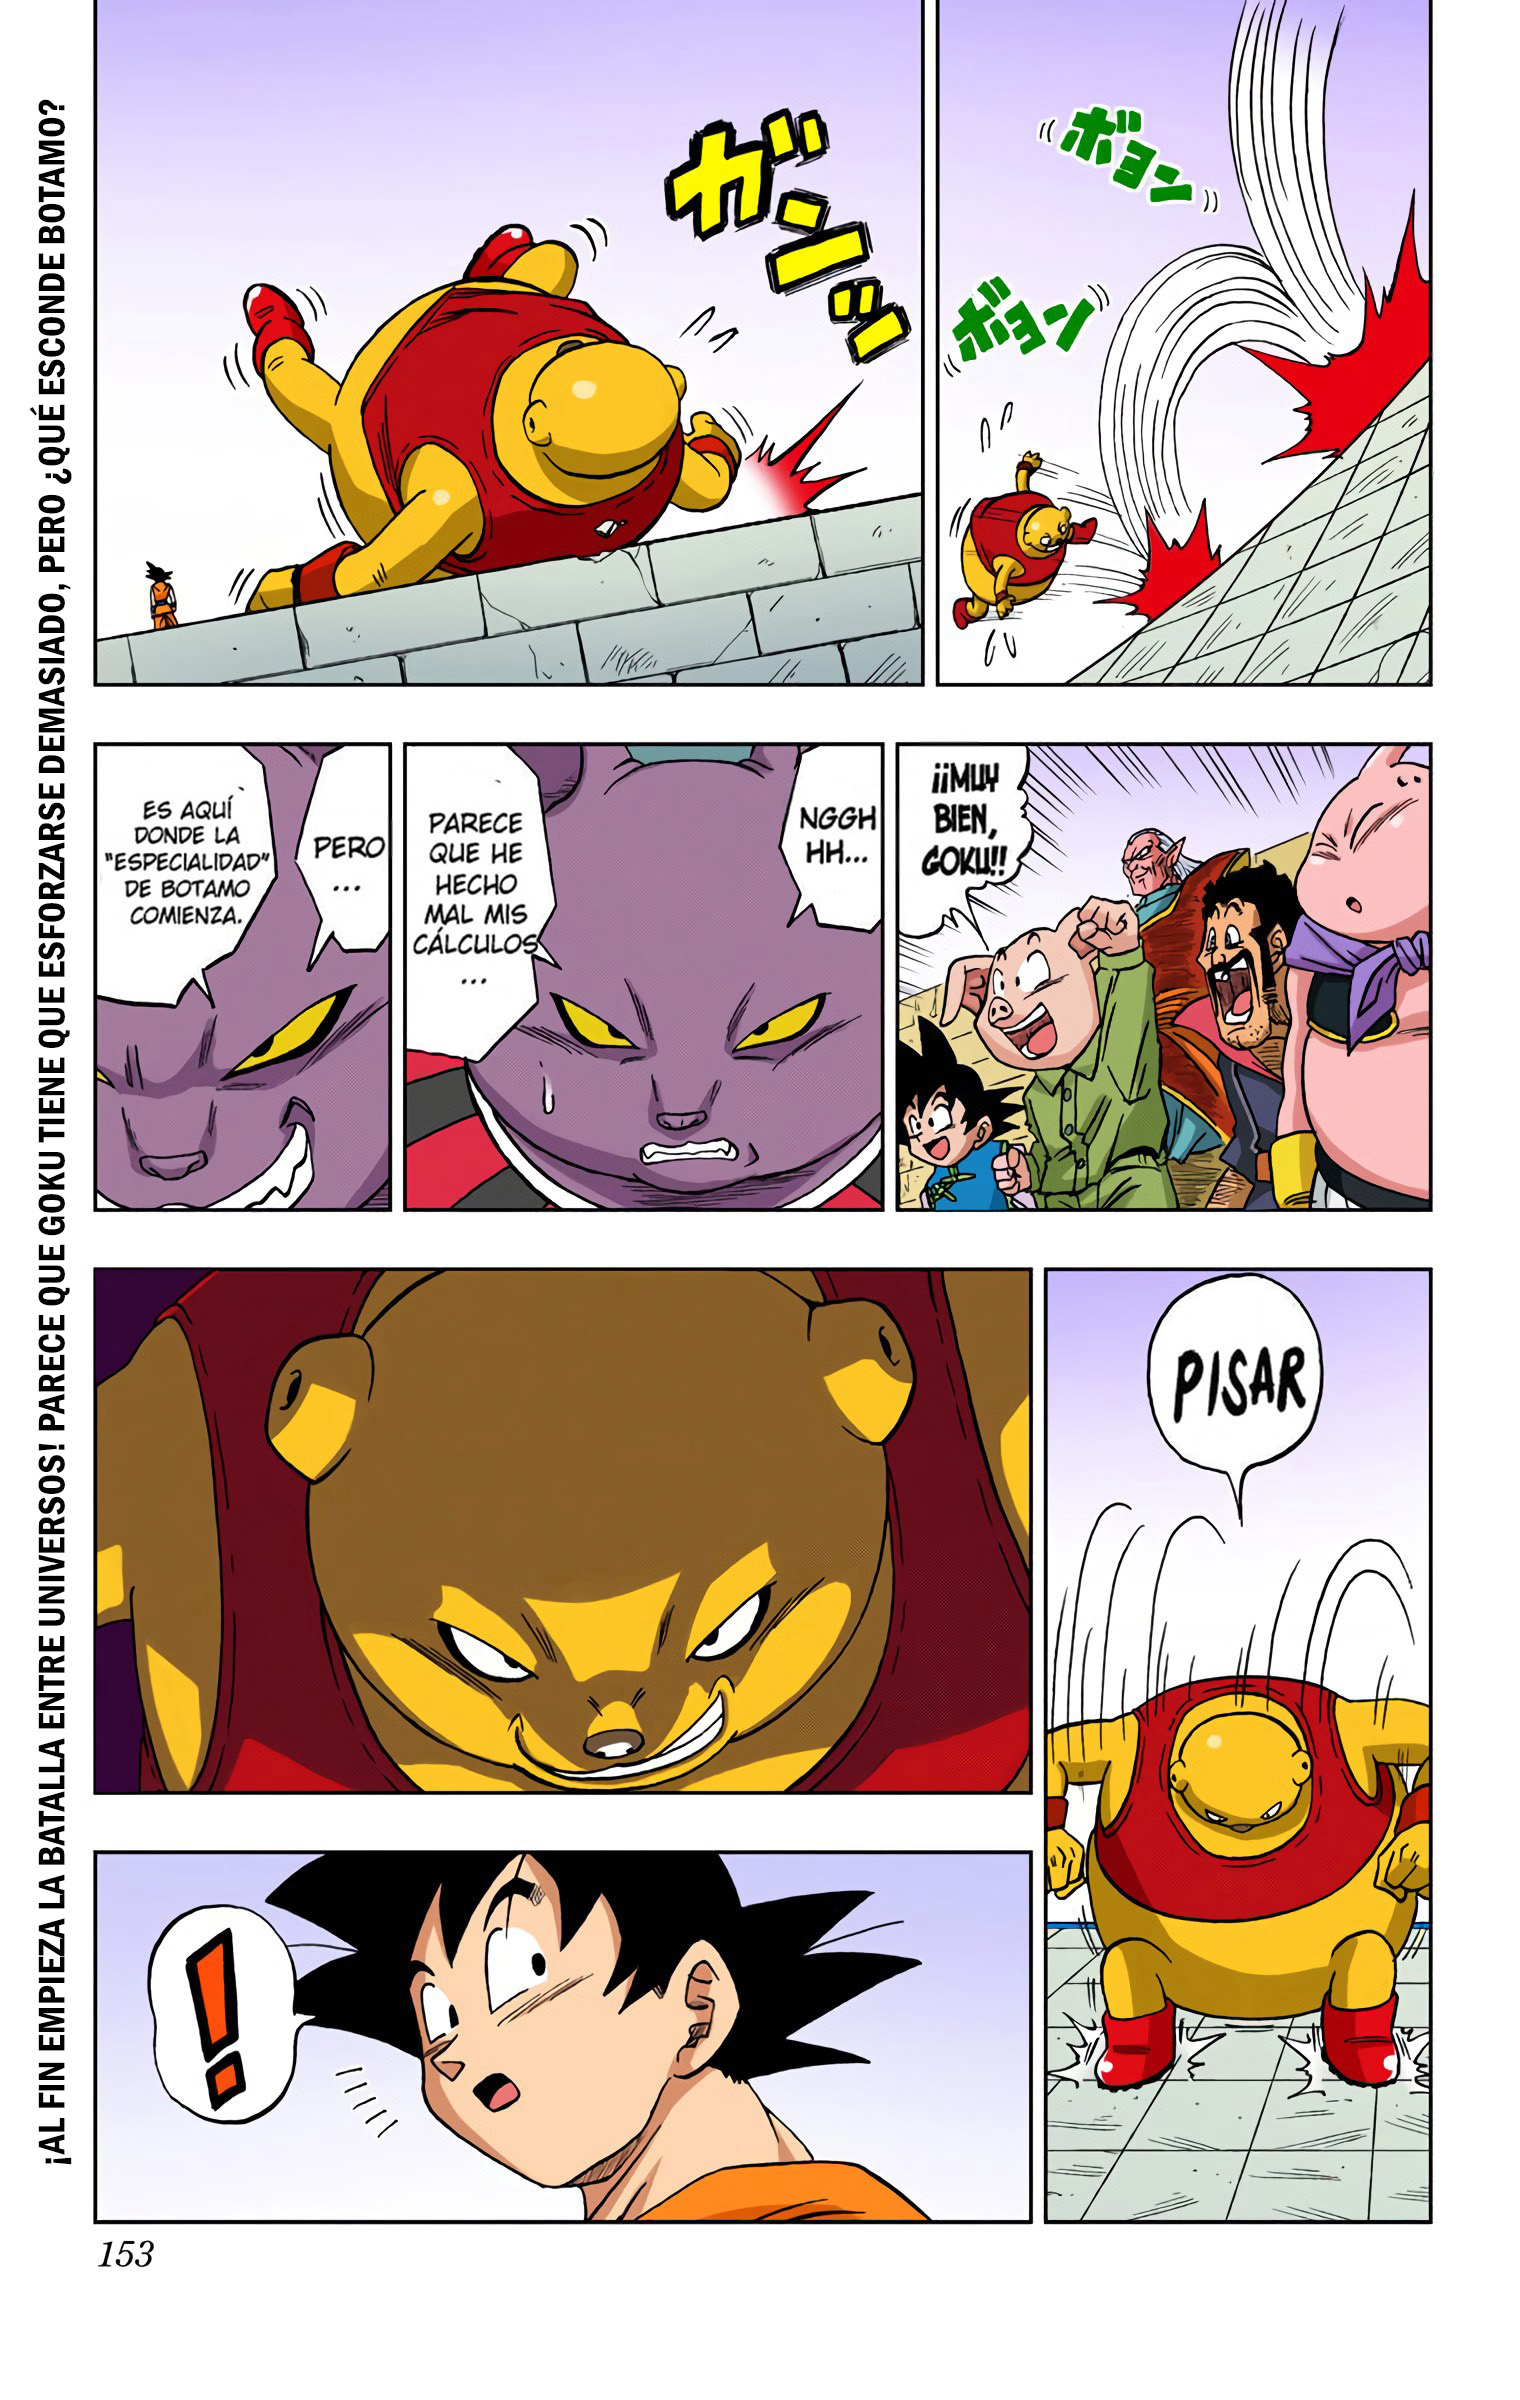 ¡AL FIN EMPIEZA LA BATALLA ENTRE UNIVERSOS! PARECE QUE GOKU TIENE QUE ESFORZARSE DEMASIADO, PERO ¿QUÉ ESCONDE BOTAMO?
ボヨン
ボヨン
ガンッ
¡¡MUY
BIEN,
GOKU!!
NGGH
HH...
PARECE
QUE HE
HECHO
MAL MIS
CÁLCULOS
...
PERO
...
ES AQUÍ
DONDE LA
"ESPECIALIDAD"
DE BOTAMO
COMIENZA.
PISAR
!
153